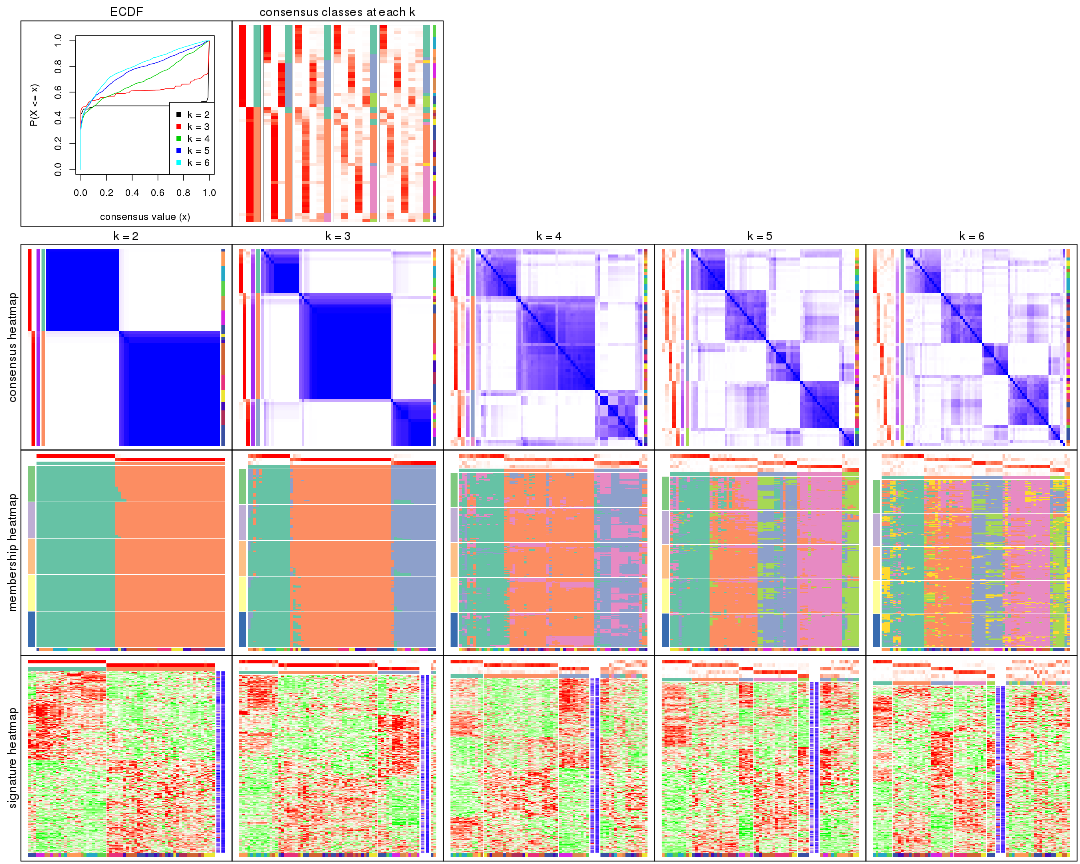 ECDF
consensus classes at each k
P(X <= x)
1.0
0.8
0.6
0.4
0.2
0.0
k = 2
k = 3
k = 4
k = 5
k = 6
0.0 0.2 0.4 0.6 0.8 1.0
consensus value (x)
k = 2
k = 3
k = 4
k = 5
k = 6
consensus heatmap
membership heatmap
signature heatmap